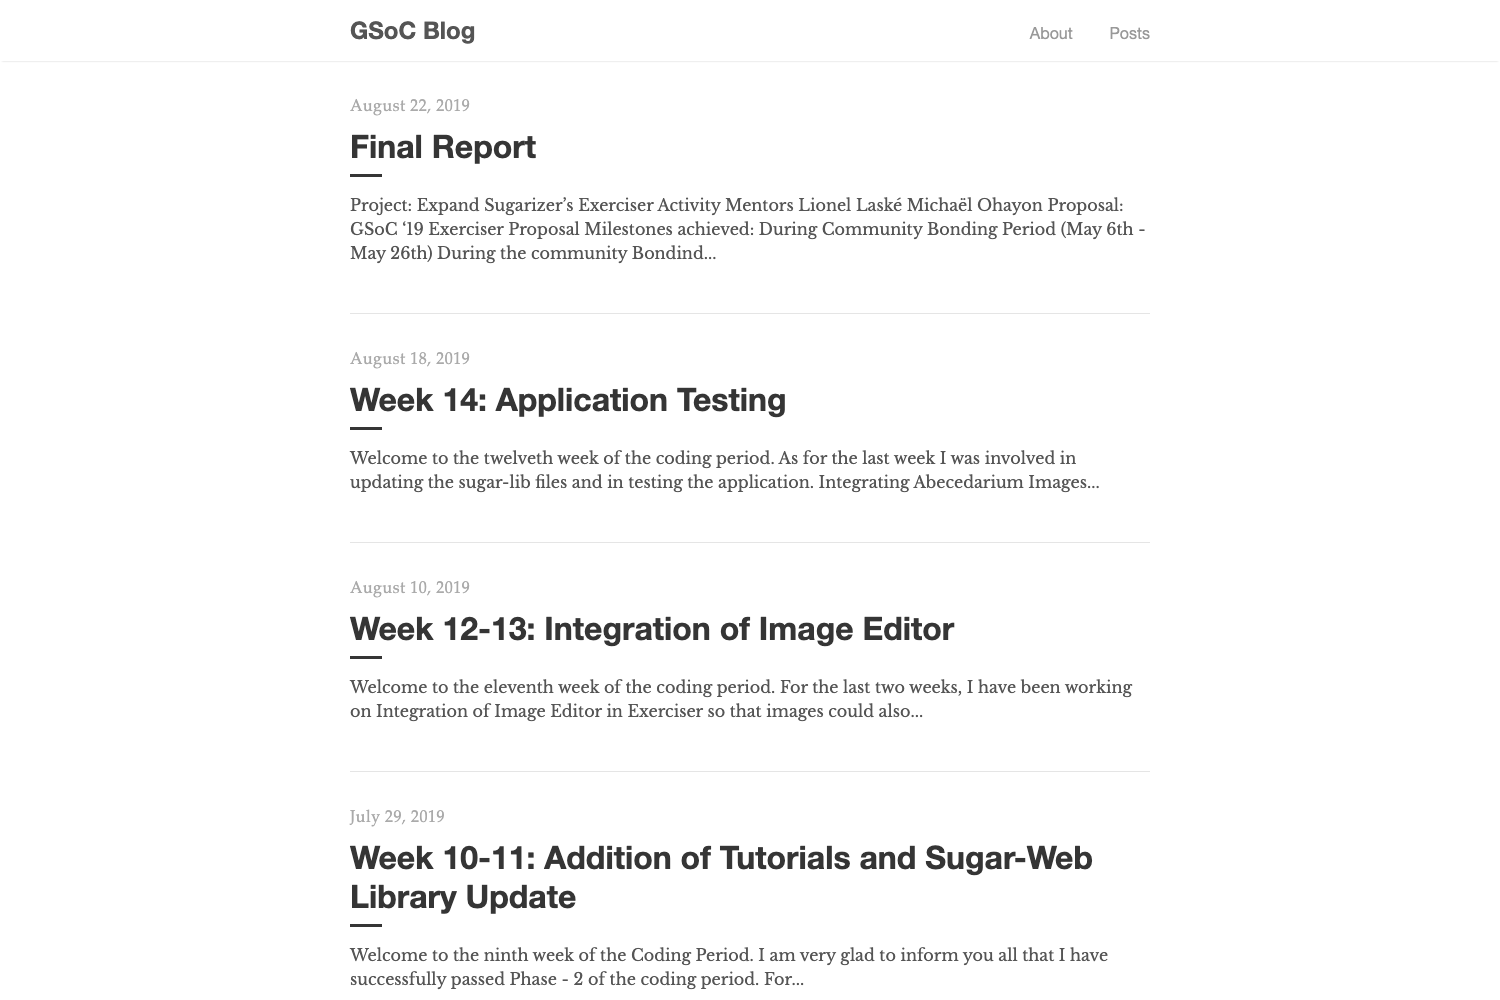 GSoC Blog
About
Posts
August 22, 2019
Final Report
Project: Expand Sugarizer’s Exerciser Activity Mentors Lionel Laské Michaël Ohayon Proposal:
GSoC ‘19 Exerciser Proposal Milestones achieved: During Community Bonding Period (May 6th -
May 26th) During the community Bondind...
August 18, 2019
Week 14: Application Testing
Welcome to the twelveth week of the coding period. As for the last week I was involved in
updating the sugar-lib files and in testing the application. Integrating Abecedarium Images...
August 10, 2019
Week 12-13: Integration of Image Editor
Welcome to the eleventh week of the coding period. For the last two weeks, I have been working
on Integration of Image Editor in Exerciser so that images could also...
July 29, 2019
Week 10-11: Addition of Tutorials and Sugar-Web
Library Update
Welcome to the ninth week of the Coding Period. I am very glad to inform you all that I have
successfully passed Phase - 2 of the coding period. For...